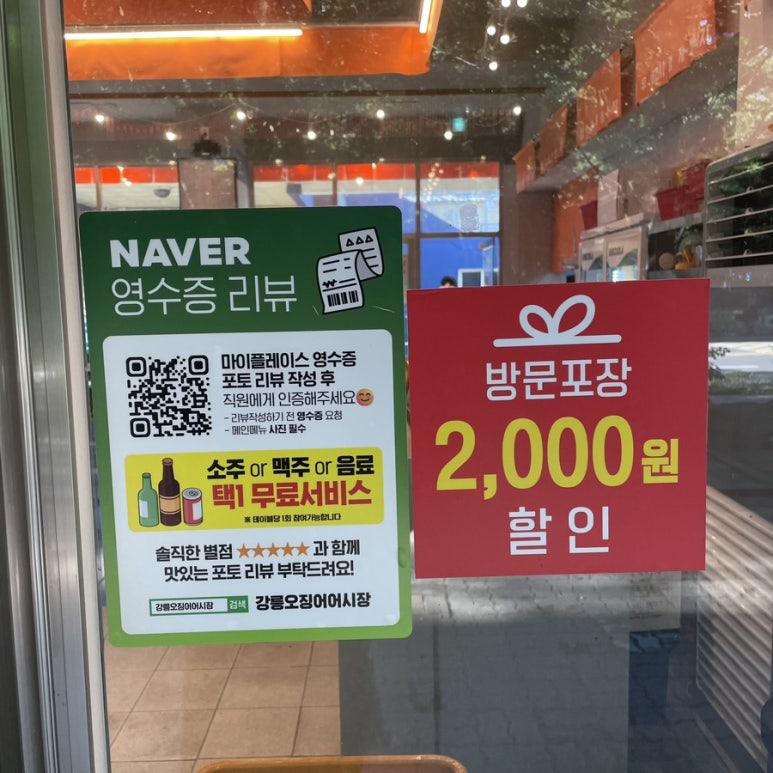 NAVER
영수증 리뷰
마이플레이스 영수증
포토 리뷰 작성 후
직원에게 인증해주세요
- 리뷰작성하기 전 영수증 요청
- 메인메뉴 사진 필수
소주 or 맥주 or 음료
택1 무료서비스
※ 테이블당 1회 참여가능합니다
솔직한 별점 ★★★★★ 과 함께
맛있는 포토 리뷰 부탁드려요!
강릉오징어어시장 검색 강릉오징어어시장
방문포장
2,000원
할인